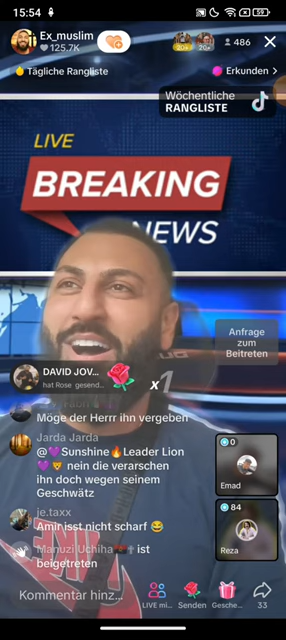 15:54
59
Ex_muslim
125.7K
20+
20+
486
Tägliche Rangliste
Erkunden >
Wöchentliche
RANGLISTE
LIVE
BREAKING
NEWS
Anfrage
zum
Beitreten
DAVID JOV...
hat Rose gesend...
x1
Möge der Herrr ihn vergeben
Jarda Jarda
@💜Sunshine🔥Leader Lion
💜🦁 nein die verarschen
ihn doch wegen seinem
Geschwätz
je.taxx
Amir isst nicht scharf 😂
Manuzi Uchiha ist
beigetreten
0
Emad
84
Reza
Kommentar hinz...
LIVE mi...
Senden
Gesche...
33